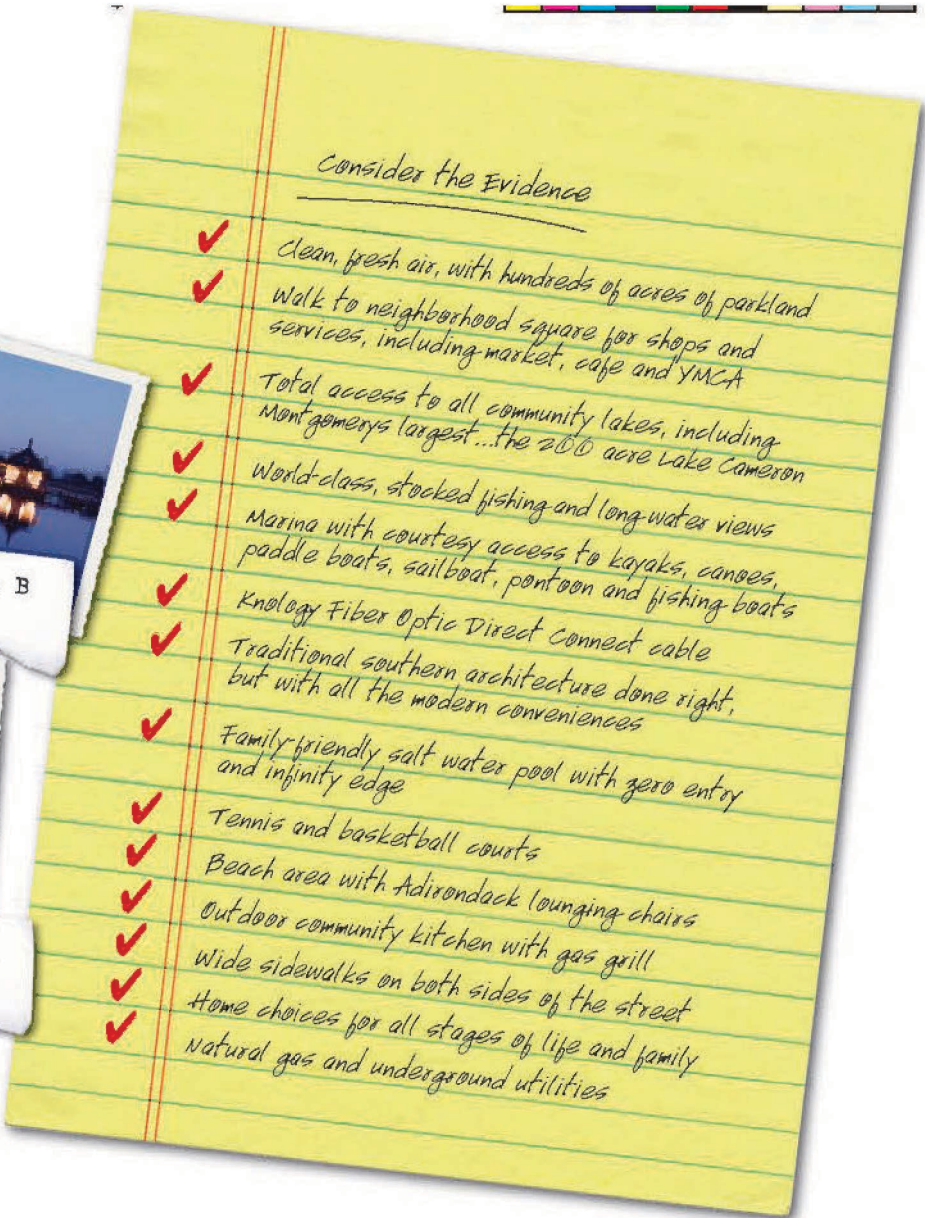 Consider the Evidence
Clean, fresh air, with hundreds of acres of parkland
Walk to neighborhood square for shops and
services, including market, cafe and YMCA
Total access to all community lakes, including
Montgomerys largest...the 200 acre Lake Cameron
World-class, stocked fishing and long water views
Marina with courtesy access to kayaks, canoes,
paddle boats, sailboat, pontoon and fishing boats
Knology Fiber Optic Direct Connect cable
Traditional southern architecture done right,
but with all the modern conveniences
Family-friendly salt water pool with zero entry
and infinity edge
Tennis and basketball courts
Beach area with Adirondack lounging chairs
Outdoor community kitchen with gas grill
Wide sidewalks on both sides of the street
Home choices for all stages of life and family
Natural gas and underground utilities
B